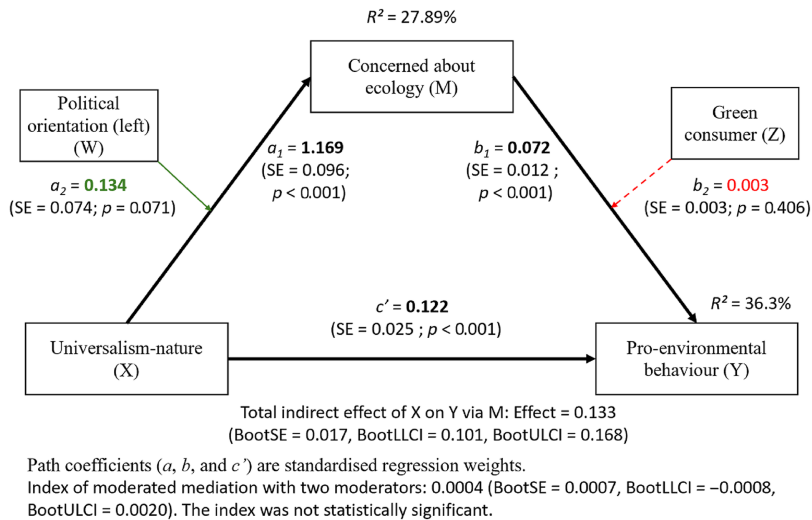 R² = 27.89%
Concerned about
ecology (M)
Political
orientation (left)
(W)
Green
consumer (Z)
a₁ = 1.169
(SE = 0.096;
p < 0.001)
b₁ = 0.072
(SE = 0.012 ;
p < 0.001)
a₂ = 0.134
(SE = 0.074; p = 0.071)
b₂ = 0.003
(SE = 0.003; p = 0.406)
c’ = 0.122
(SE = 0.025 ; p < 0.001)
R² = 36.3%
Universalism-nature
(X)
Pro-environmental
behaviour (Y)
Total indirect effect of X on Y via M: Effect = 0.133
(BootSE = 0.017, BootLLCI = 0.101, BootULCI = 0.168)
Path coefficients (a, b, and c’) are standardised regression weights.
Index of moderated mediation with two moderators: 0.0004 (BootSE = 0.0007, BootLLCI = −0.0008,
BootULCI = 0.0020). The index was not statistically significant.